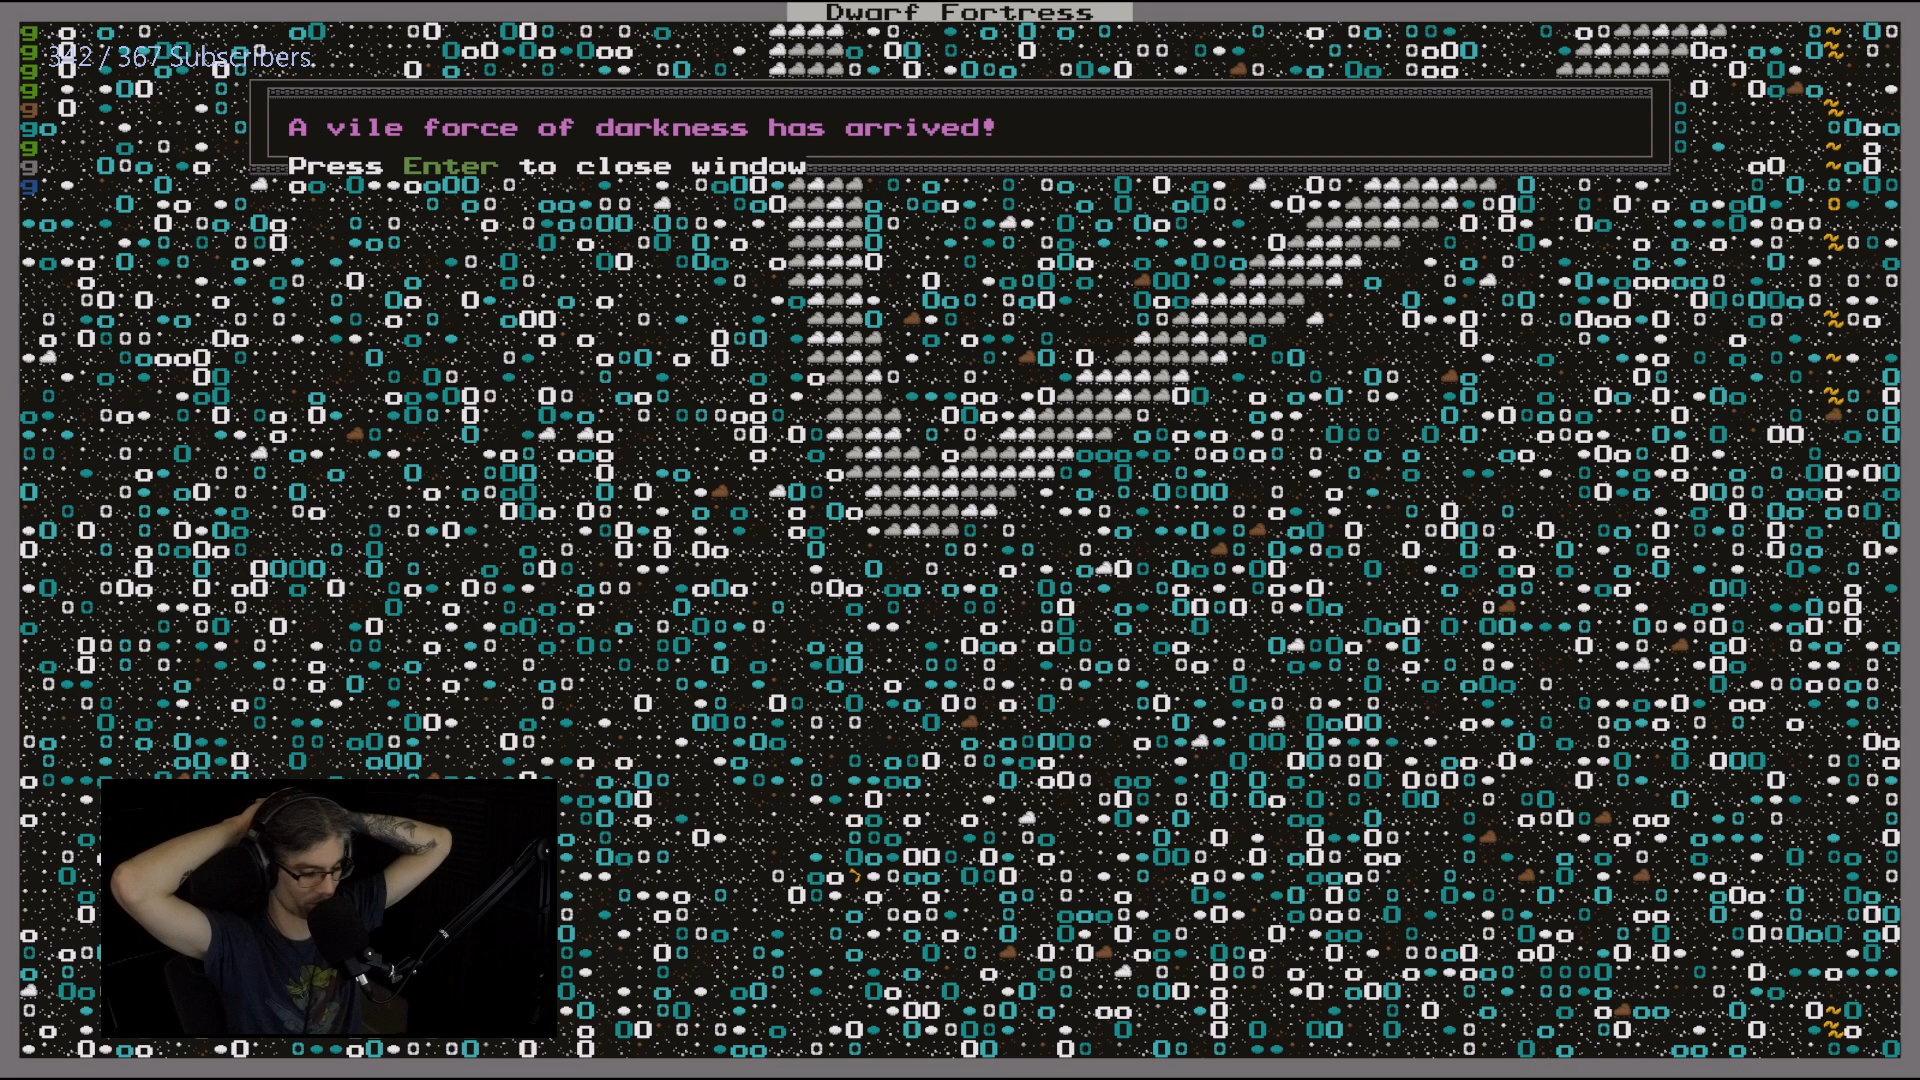 Dwarf Fortress
342 / 367 Subscribers
A vile force of darkness has arrived!
Press Enter to close window